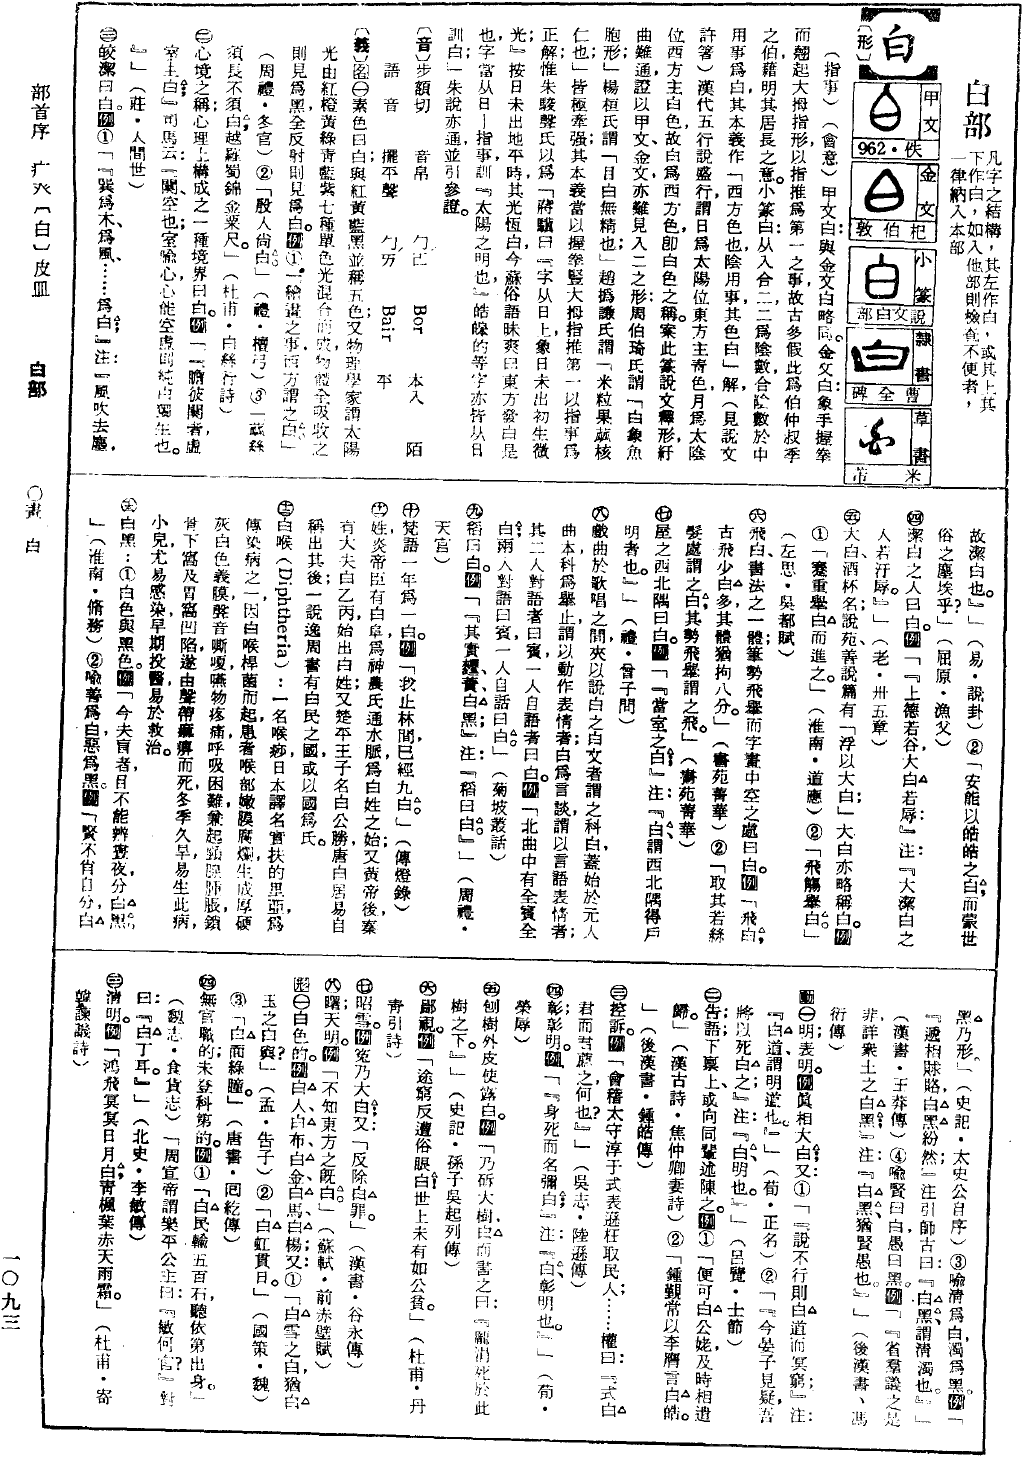 白部
凡字之結構,其左作白,或其上其
下作白,如入他部則檢查不便者,
一律納入本部
【白】
甲文
962・佚
金文
杞伯敦
小篆
說文白部
隸書
曹全碑
草書
米芾
〔形〕
(指事)(會意)甲文白與金文白略同。金文白:象手握拳
而翹起大拇指形,以指推為第一之事,故古多假此為伯仲叔季
之伯,藉明其居長之意。小篆白:从入合二,二為陰數,合陰數於中
用事為白,其本義作「西方色也,陰用事,其色白」解,(見說文
許箸)漢代五行說盛行,謂日為太陽,位東方主青色,月為太陰
位西方主白色,故白為西方色,即白色之稱。案此篆說文釋形紆
曲難通,證以甲文、金文,亦難見入二之形,周伯琦氏謂「白象魚
胞形」楊桓氏謂「目白無精也」趙撝謙氏謂「米粒果蓏核
仁也」皆極牽强。其本義當以握拳豎大拇指推第一以指事為
正解,惟朱駿聲氏以為「蔣驥曰『字从日上,象日未出初生微
光』按日未出地平時,其光恆白,今蘇俗語昧爽曰東方發白是
也,字當从日丨指事,訓『太陽之明也』皓皞的等字亦皆从日
訓白」朱說亦通,並引參證。
〔音〕步額切 音帛 ㄅㄛ Bor 本入 陌
語音 擺平聲 ㄅㄞ Bair 平
〔義〕名㊀素色曰白;與紅黃藍黑並稱五色;又物理學家謂太陽
光由紅橙黃綠青藍紫七種單色光混合而成,物體全吸收之
則見為黑,全反射則見為白。例①「繪畫之事,西方謂之白」
(周禮・冬官)②「殷人尚白」(禮・檀弓)③「繅絲
須長不須白,越羅蜀錦金粟尺。」(杜甫・白絲行詩)
㊁心境之稱;心理上構成之一種境界曰白。例「『瞻彼闋者,虛
室生白』司馬云『闋,空也,室喻心,心能空虛,則純白獨生也。
』」(莊・人間世)
㊂皎潔曰白。例①「『巽為木,為風……為白』注『風吹去塵,
故潔白也。』」(易・說卦)②「安能以皓皓之白,而蒙世
俗之塵埃乎?」(屈原・漁父)
㊃潔白之人曰白。例「『上德若谷,大白若辱』注『大潔白之
人若汙辱』」(老・卅五章)
㊄大白,酒杯名;說苑善說篇有「浮以大白」大白亦略稱白。例
①「蹇重舉白而進之。」(淮南・道應)②「飛觴舉白。」
(左思・吳都賦)
㊅飛白,書法之一體;筆勢飛舉而字畫中空之處曰白。例「飛白,
古飛少白多,其體猶拘八分。」(書苑菁華)②「取其若絲
髮處謂之白,其勢飛舉謂之飛。」(書苑菁華)
㊆屋之西北隅曰白。例「『當室之白』注『白,謂西北隅得戶
明者也。』」(禮・曾子問)
㊇戲曲於歌唱之間,夾以說白之白文者謂之科白,蓋始於元人
曲本,科為舉止,謂以動作表情者;白為言談,謂以言語表情者;
其二人對語者曰賓,一人自語者曰白。例「北曲中有全賓全
白,兩人對語曰賓,一人自話曰白。」(菊坡叢話)
㊈稻曰白。例「『其實麷、蕡、白、黑』注『稻曰白。』」(周禮・
天官)
㊉梵語一年為一白。例「我止林間已經九白。」(傳燈錄)
⑪姓,炎帝臣有白阜,為神農氏通水脈,為白姓之始;又黃帝後,秦
有大夫白乙丙,始出白姓;又楚平王子名白公勝,唐白居易自
稱出其後;一說逸周書有白民之國,或以國為氏。
⑫白喉(Diphtheria):一名喉痧,日本譯名實扶的里亞,為
傳染病之一,因白喉桿菌而起,患者喉部嫩膜腐爛,生成厚硬
灰白色義膜,聲音嘶嗄,嚥物疼痛,呼吸困難,兼起頸腺腫脹,鎖
骨下窩及胃窩凹陷,遂由聲帶痲痹而死,冬季久旱易生此病,
小兒尤易感染,早期投醫,易於救治。
⑬白黑:①白色與黑色。例「今夫盲者,目不能辨晝夜,分白黑。
」(淮南・脩務)②喻善為白惡為黑。例「賢不肖自分,白
黑乃形。」(史記・太史公自序)③喻清為白濁為黑。例「
『遞相賕賂,白黑紛然』注引師古曰『白黑謂清濁也。』」
(漢書・王莽傳)④喻賢曰白愚曰黑。例「『省羣議之是
非,詳衆士之白黑』注『白黑猶賢愚也。』」(後漢書・馮
衍傳)
動㊀明;表明。例眞相大白;又①「『說不行則白道而冥窮』注:
『白道,謂明道也。』」(荀・正名)②「『今晏子見疑,吾
將以死白之』注『白,明也。』」(呂覽・士節)
㊁告語;下稟上,或向同輩述陳之。例①「便可白公姥,及時相遣
歸。」(漢古詩・焦仲卿妻詩)②「鍾覲常以李膺言白皓。
」(後漢書・鍾皓傳)
㊂控訴。例「會稽太守淳于式表遜枉取民人……權曰『式白
君而君薦之,何也?』」(吳志・陸遜傳)
㊃彰;彰明。例「『身死而名彌白』注『白,彰明也。』」(荀・
榮辱)
㊄刨樹外皮使露白。例「乃斫大樹,白而書之曰『龐涓死於此
樹之下』」(史記・孫子吳起列傳)
㊅鄙視。例「途窮反遭俗眼白,世上未有如公貧。」(杜甫・丹
青引詩)
㊆昭雪。例寃乃大白;又「反除白罪。」(漢書・谷永傳)
㊇曙;天明。例「不知東方之旣白」(蘇軾・前赤壁賦)
形㊀白色的。例白人、白布、白金、白馬、白楊;又①「白雪之白,猶白
玉之白與?」(孟・告子)②「白虹貫日。」(國策・魏)
③「白面綠瞳。」(唐書・回紇傳)
㊁無官職的;未登科第的。例①「白民輸五百石,聽依第出身。」
(魏志・食貨志)「周宣帝謂樂平公主曰『敏何官?』對
曰『白丁耳』」(北史・李敏傳)
㊂清明。例「鴻飛冥冥日月白,青楓葉赤天雨霜。」(杜甫・寄
韓諫議詩)
部首序 疒癶〔白〕皮皿
白部
〇畫 白
一〇九三